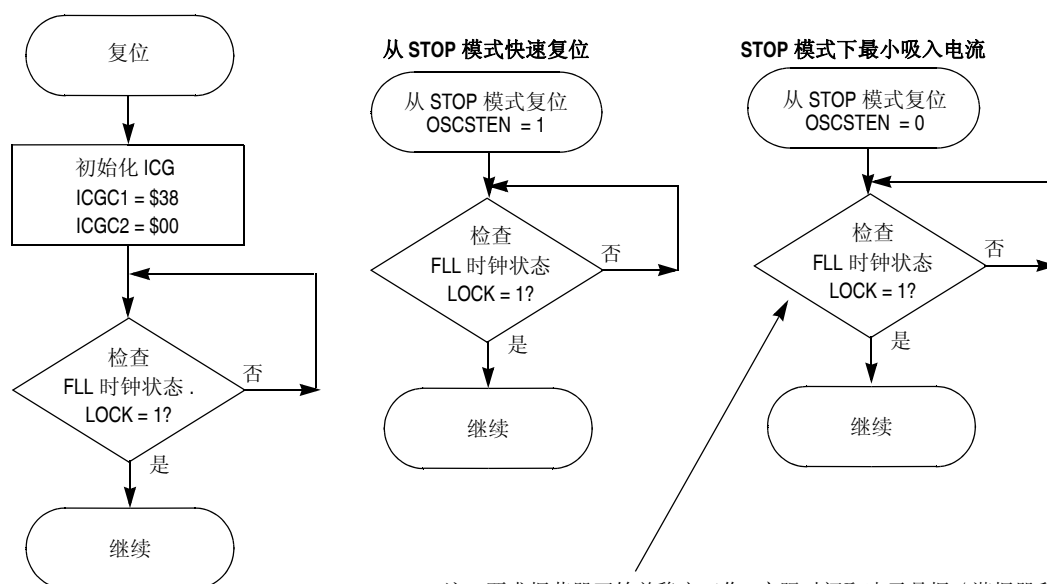 复位
初始化 ICG
ICGC1 = $38
ICGC2 = $00
检查
FLL 时钟状态 .
LOCK = 1?
否
是
继续
从 STOP 模式快速复位
从 STOP 模式复位
OSCSTEN = 1
检查
FLL 时钟状态
LOCK = 1?
否
是
继续
STOP 模式下最小吸入电流
从 STOP 模式复位
OSCSTEN = 0
检查
FLL 时钟状态
LOCK = 1?
否
是
继续